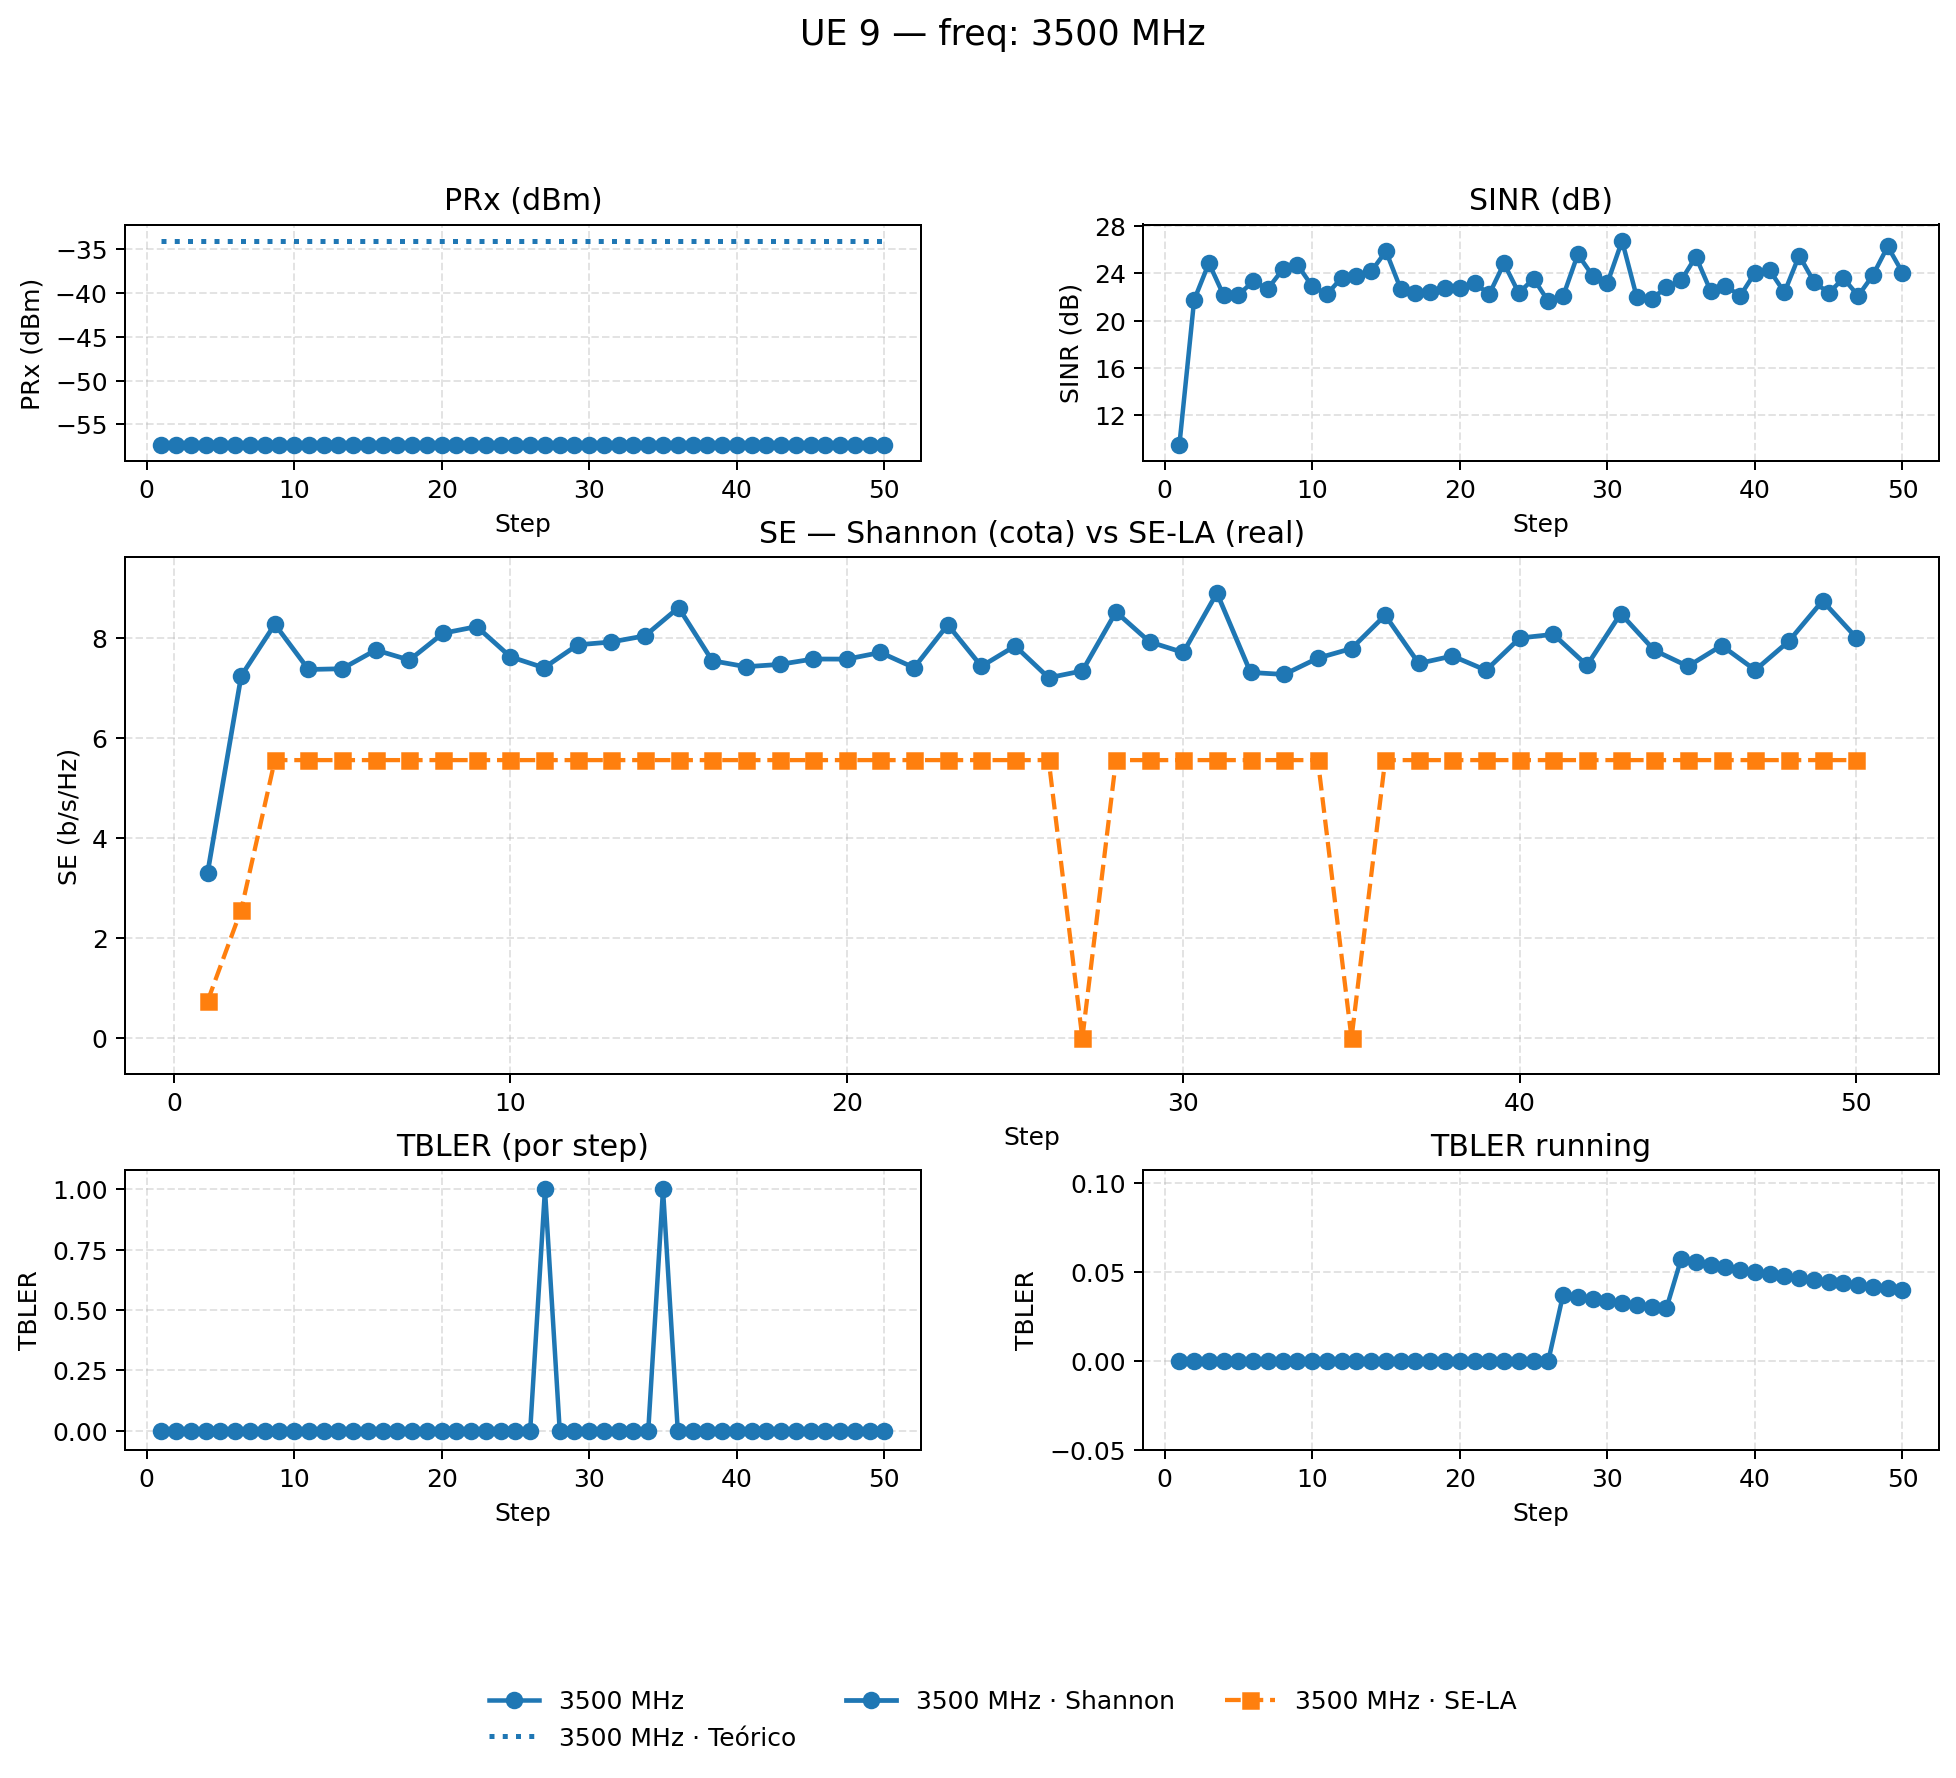 UE 9 — freq: 3500 MHz
PRx (dBm)
PRx (dBm)
−35
−40
−45
−50
−55
0 10 20 30 40 50
Step
SINR (dB)
SINR (dB)
28
24
20
16
12
0 10 20 30 40 50
Step
SE — Shannon (cota) vs SE-LA (real)
SE (b/s/Hz)
8
6
4
2
0
0 10 20 30 40 50
Step
TBLER (por step)
TBLER
1.00
0.75
0.50
0.25
0.00
0 10 20 30 40 50
Step
TBLER running
TBLER
0.10
0.05
0.00
−0.05
0 10 20 30 40 50
Step
3500 MHz
3500 MHz · Teórico
3500 MHz · Shannon
3500 MHz · SE-LA